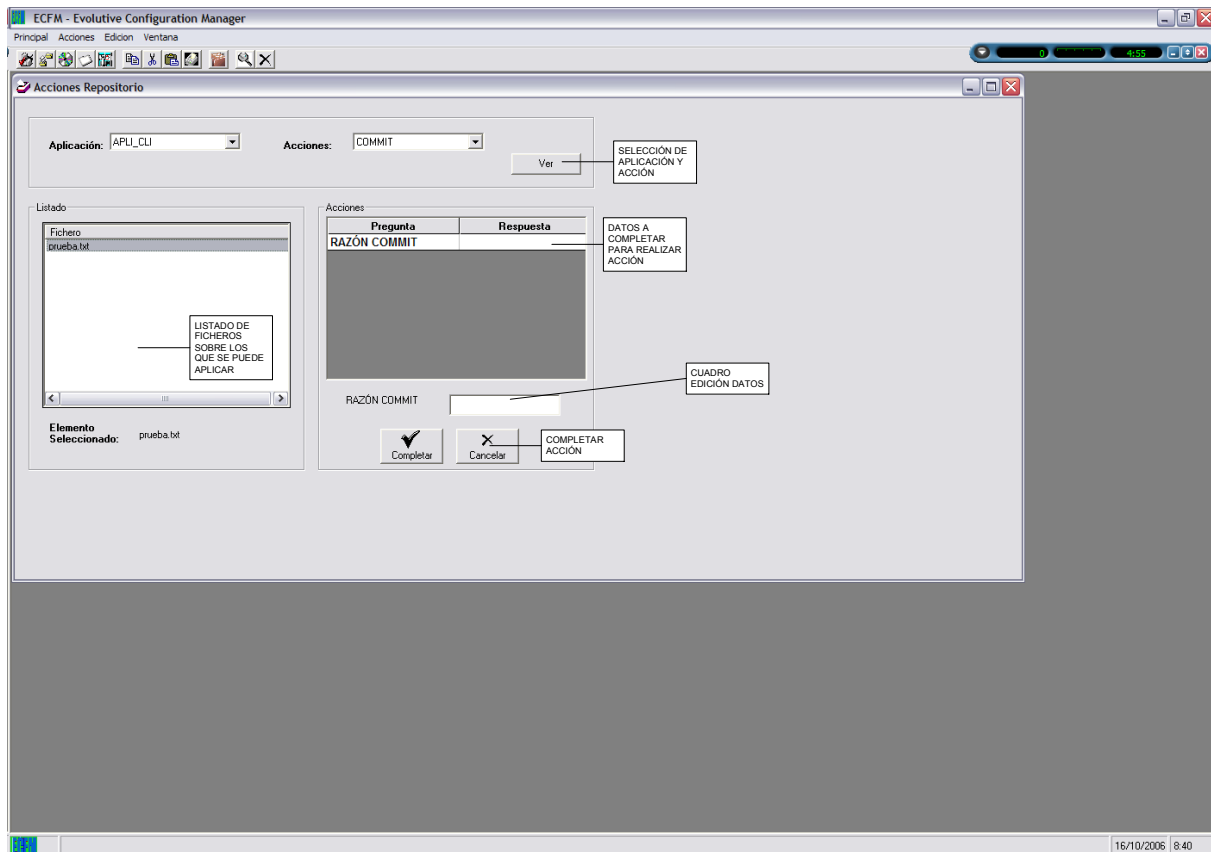 ECFM - Evolutive Configuration Manager
Principal Acciones Edicion Ventana
0 4:55
Acciones Repositorio
Aplicación: APLI_CLI Acciones: COMMIT
Ver
SELECCIÓN DE
APLICACIÓN Y
ACCIÓN
Listado
Fichero
prueba.txt
LISTADO DE
FICHEROS
SOBRE LOS
QUE SE PUEDE
APLICAR
Elemento
Seleccionado: prueba.txt
Acciones
Pregunta Respuesta
RAZÓN COMMIT
DATOS A
COMPLETAR
PARA REALIZAR
ACCIÓN
CUADRO
EDICIÓN DATOS
RAZÓN COMMIT
Completar Cancelar
COMPLETAR
ACCIÓN
16/10/2006 8:40